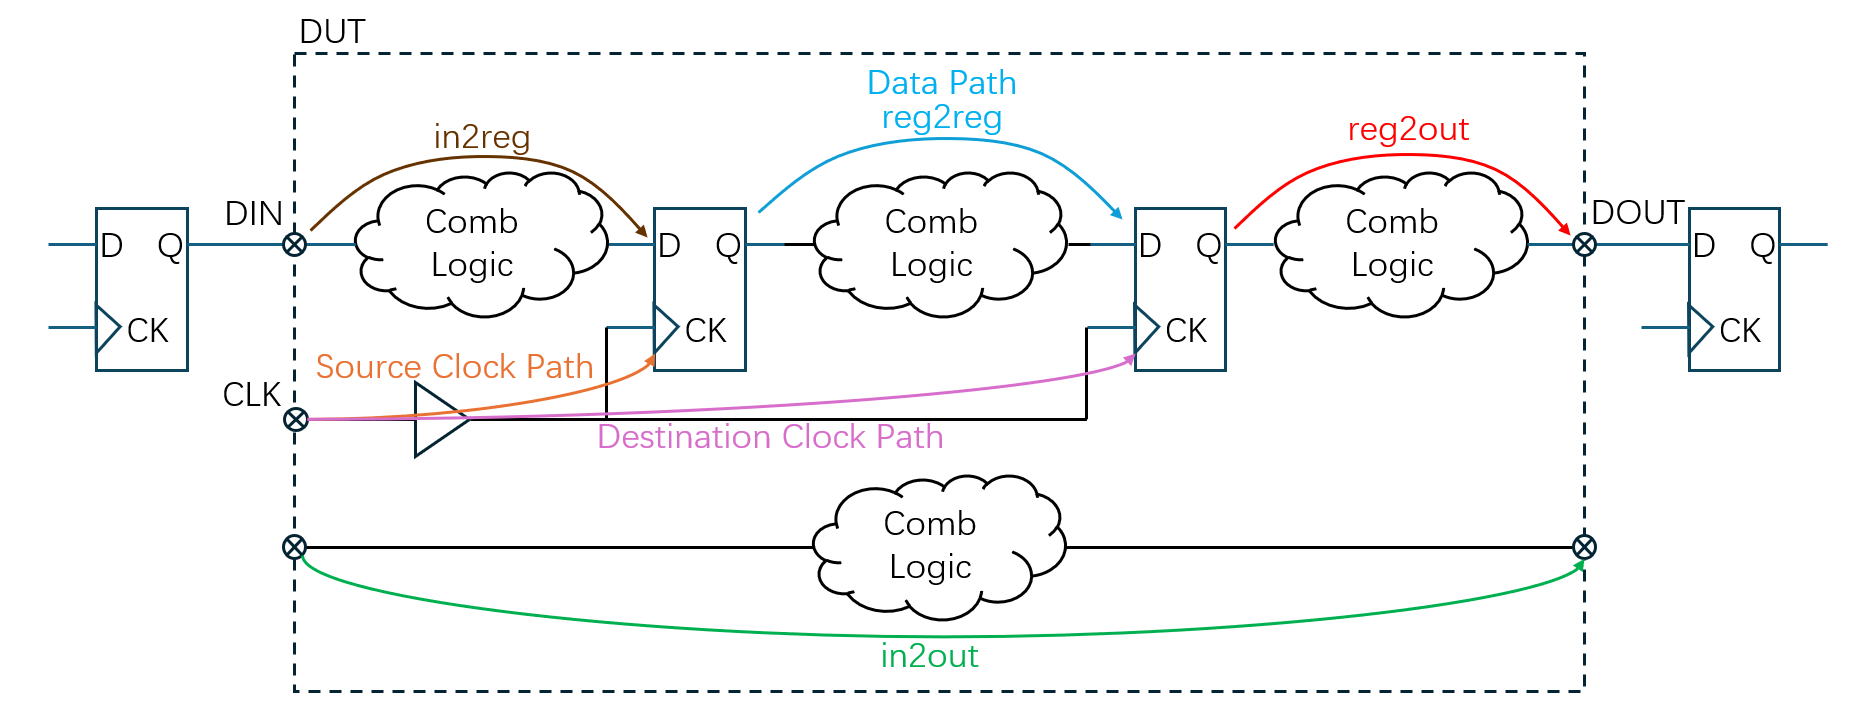 DUT
Data Path
reg2reg
in2reg
reg2out
DIN
DOUT
D Q
CK
Comb
Logic
D Q
CK
Comb
Logic
D Q
CK
Comb
Logic
D Q
CK
Source Clock Path
CLK
Destination Clock Path
Comb
Logic
in2out